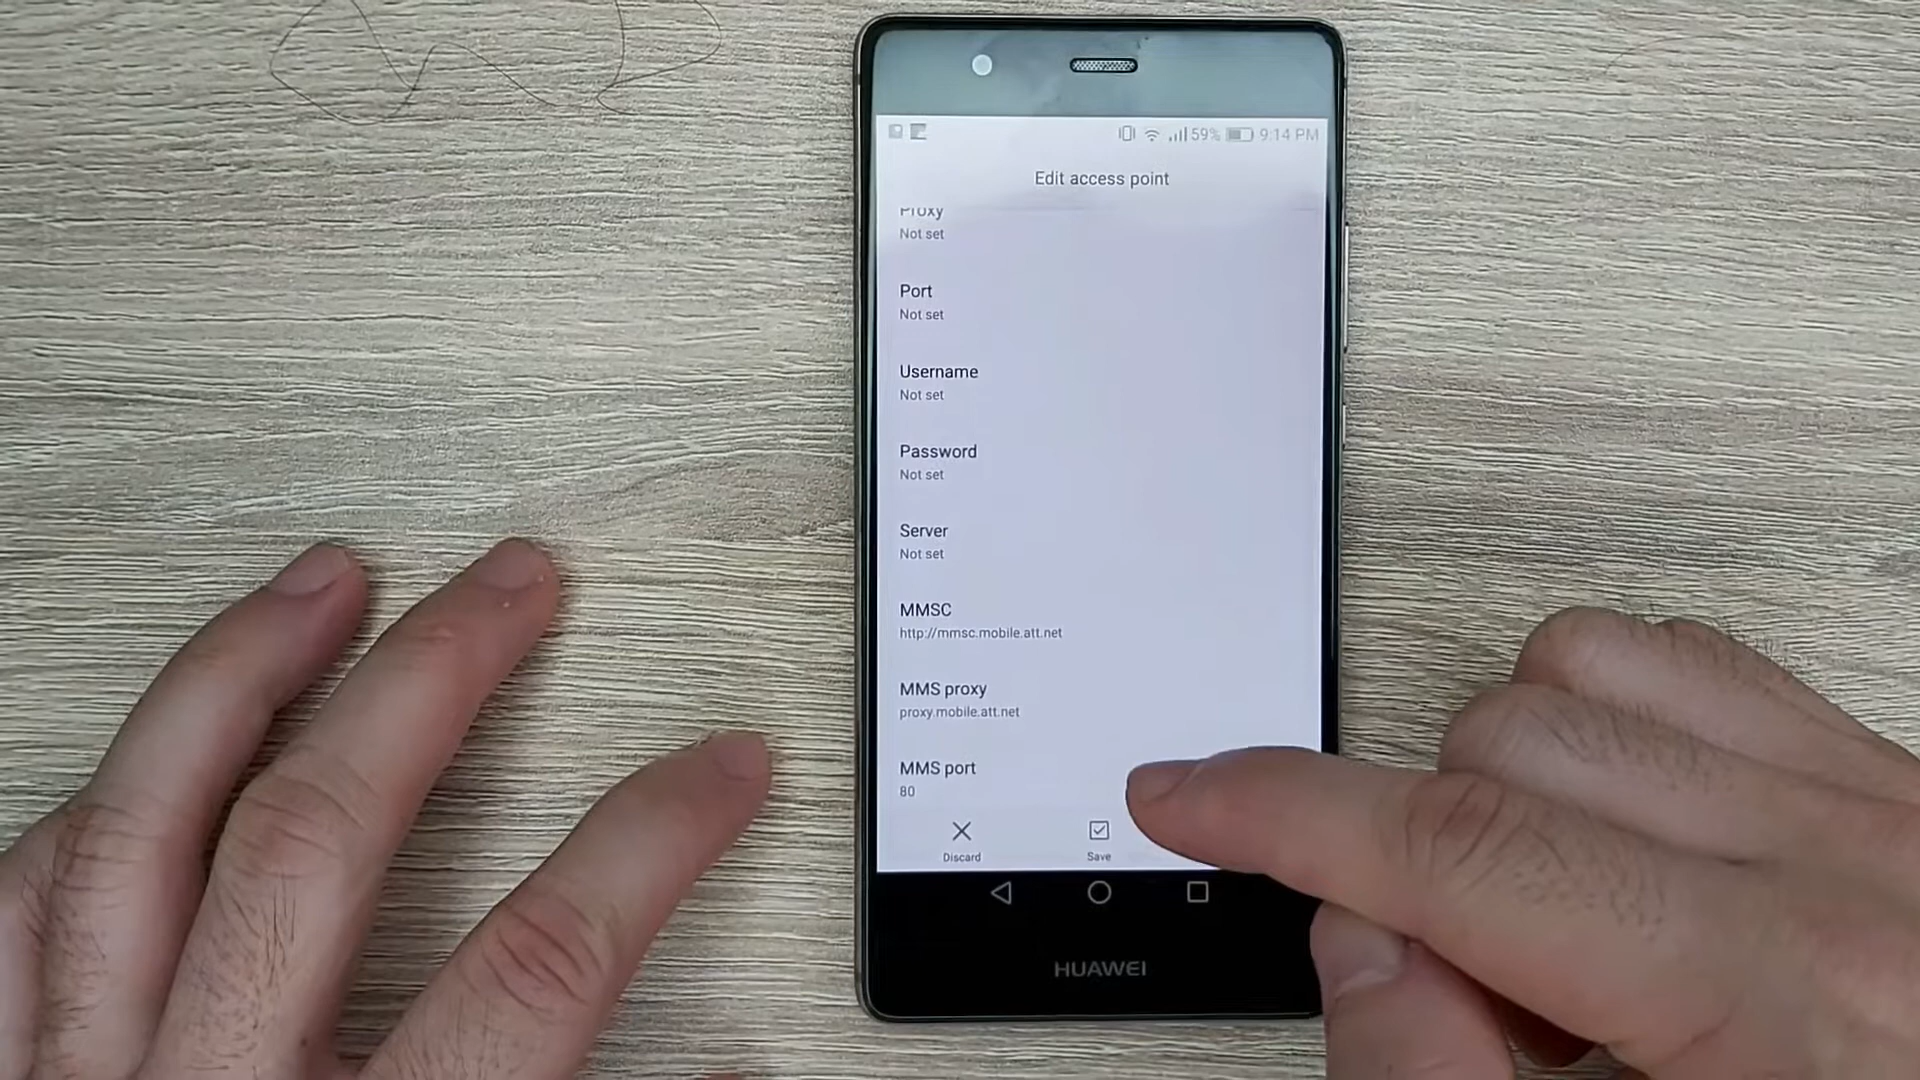 59% 9:14 PM
Edit access point
Proxy
Not set
Port
Not set
Username
Not set
Password
Not set
Server
Not set
MMSC
http://mmsc.mobile.att.net
MMS proxy
proxy.mobile.att.net
MMS port
80
Discard
Save
HUAWEI